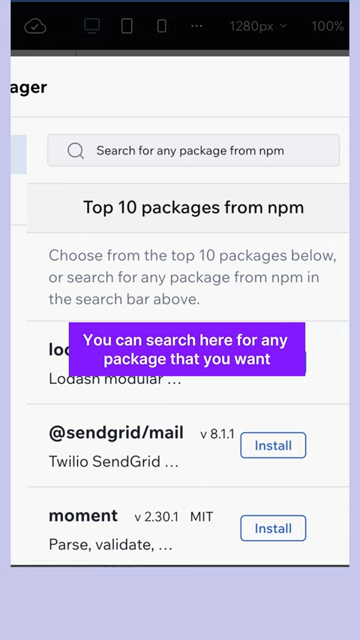 1280px
100%
ager
Search for any package from npm
Top 10 packages from npm
Choose from the top 10 packages below,
or search for any package from npm in
the search bar above.
You can search here for any
package that you want
Lodash modular ...
@sendgrid/mail v 8.1.1
Install
Twilio SendGrid ...
moment v 2.30.1 MIT
Install
Parse, validate, ...